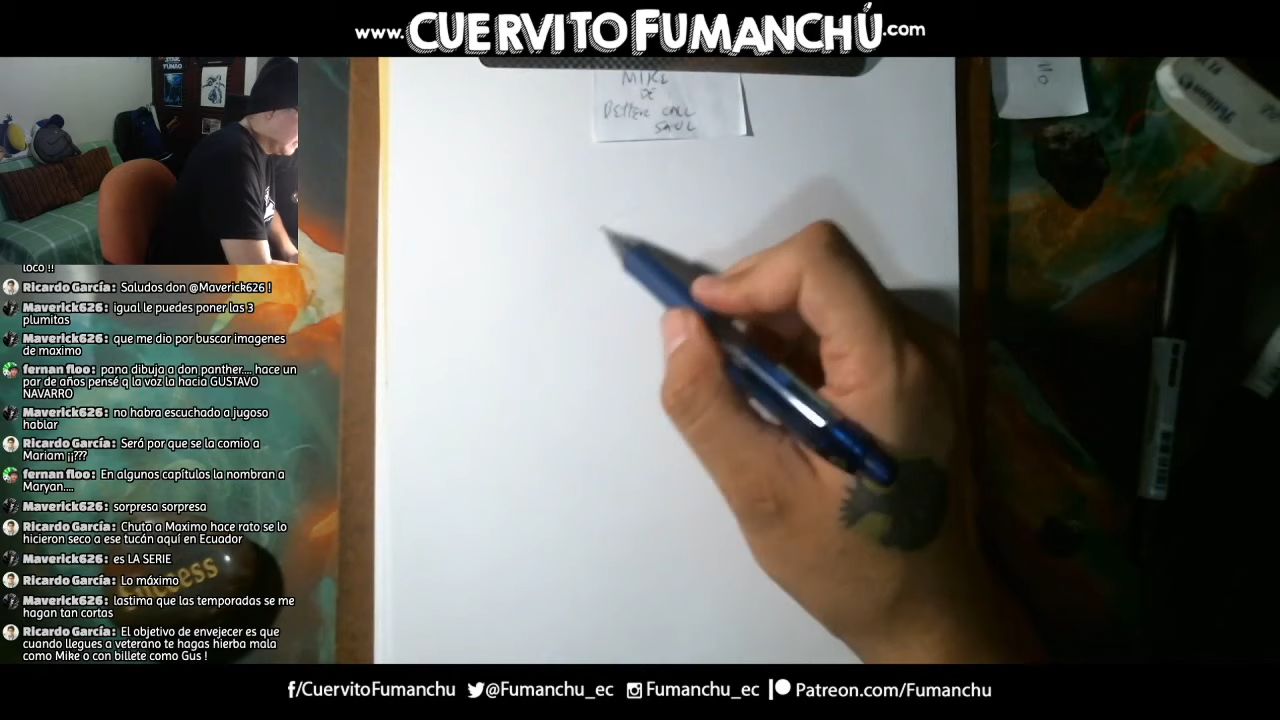 www.CUERVITO FUMANCHÚ.com
MIKE
DE
BETTER CALL
SAUL
loco !!
Ricardo García: Saludos don @Maverick626 !
Maverick626: igual le puedes poner las 3
plumitas
Maverick626: que me dio por buscar imagenes
de maximo
fernan floo: pana dibuja a don panther.... hace un
par de años pensé q la voz la hacia GUSTAVO
NAVARRO
Maverick626: no habra escuchado a jugoso
hablar
Ricardo García: Será por que se la comio a
Mariam ¡¡???
fernan floo: En algunos capítulos la nombran a
Maryan....
Maverick626: sorpresa sorpresa
Ricardo García: Chuta a Maximo hace rato se lo
hicieron seco a ese tucán aquí en Ecuador
Maverick626: es LA SERIE
Ricardo García: Lo máximo
Maverick626: lastima que las temporadas se me
hagan tan cortas
Ricardo García: El objetivo de envejecer es que
cuando llegues a veterano te hagas hierba mala
como Mike o con billete como Gus !
Success
f/CuervitoFumanchu @Fumanchu_ec Fumanchu_ec Patreon.com/Fumanchu